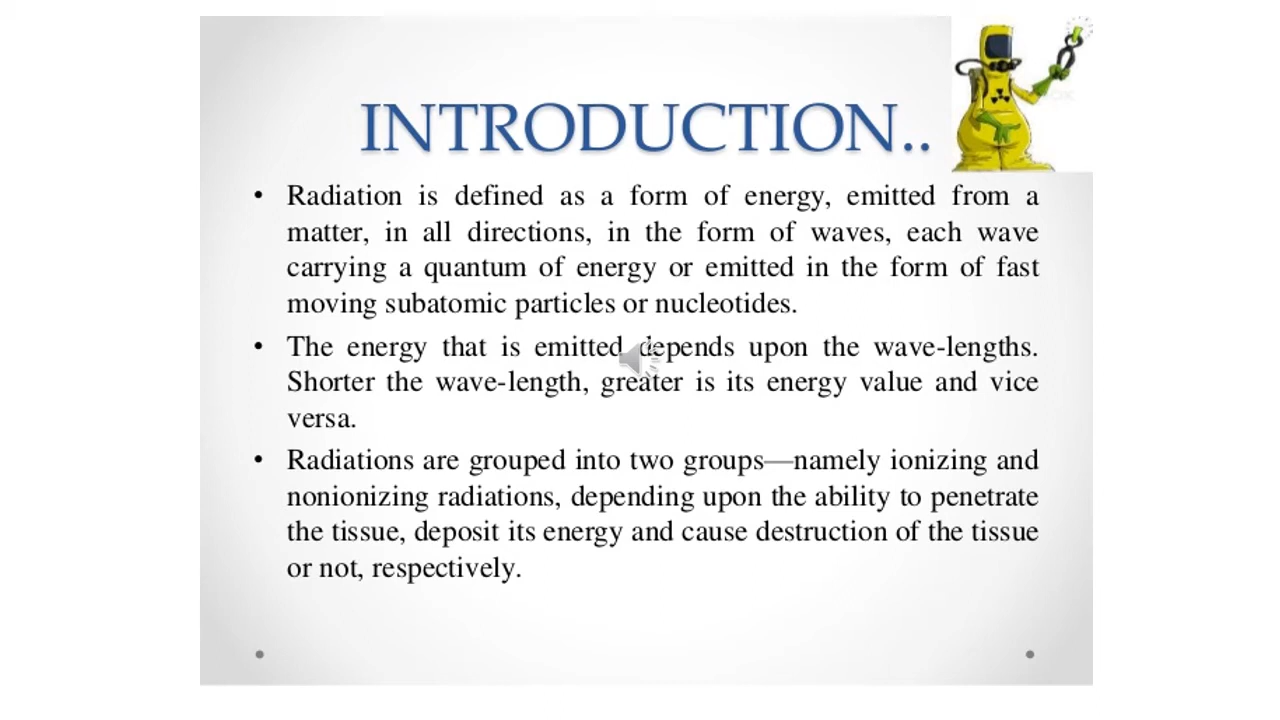 INTRODUCTION..
• Radiation is defined as a form of energy, emitted from a
matter, in all directions, in the form of waves, each wave
carrying a quantum of energy or emitted in the form of fast
moving subatomic particles or nucleotides.
• The energy that is emitted depends upon the wave-lengths.
Shorter the wave-length, greater is its energy value and vice
versa.
• Radiations are grouped into two groups—namely ionizing and
nonionizing radiations, depending upon the ability to penetrate
the tissue, deposit its energy and cause destruction of the tissue
or not, respectively.